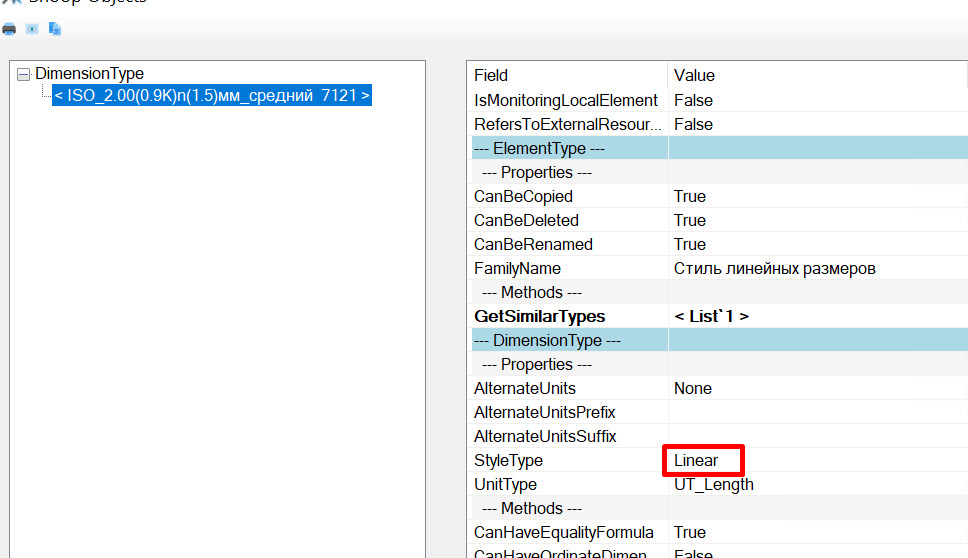 Snoop Objects
DimensionType
< ISO_2.00(0.9K)n(1.5)мм_средний 7121 >
Field Value
IsMonitoringLocalElement False
RefersToExternalResour... False
--- ElementType ---
--- Properties ---
CanBeCopied True
CanBeDeleted True
CanBeRenamed True
FamilyName Стиль линейных размеров
--- Methods ---
GetSimilarTypes < List`1 >
--- DimensionType ---
--- Properties ---
AlternateUnits None
AlternateUnitsPrefix
AlternateUnitsSuffix
StyleType Linear
UnitType UT_Length
--- Methods ---
CanHaveEqualityFormula True
CanHaveOrdinateDimen... False